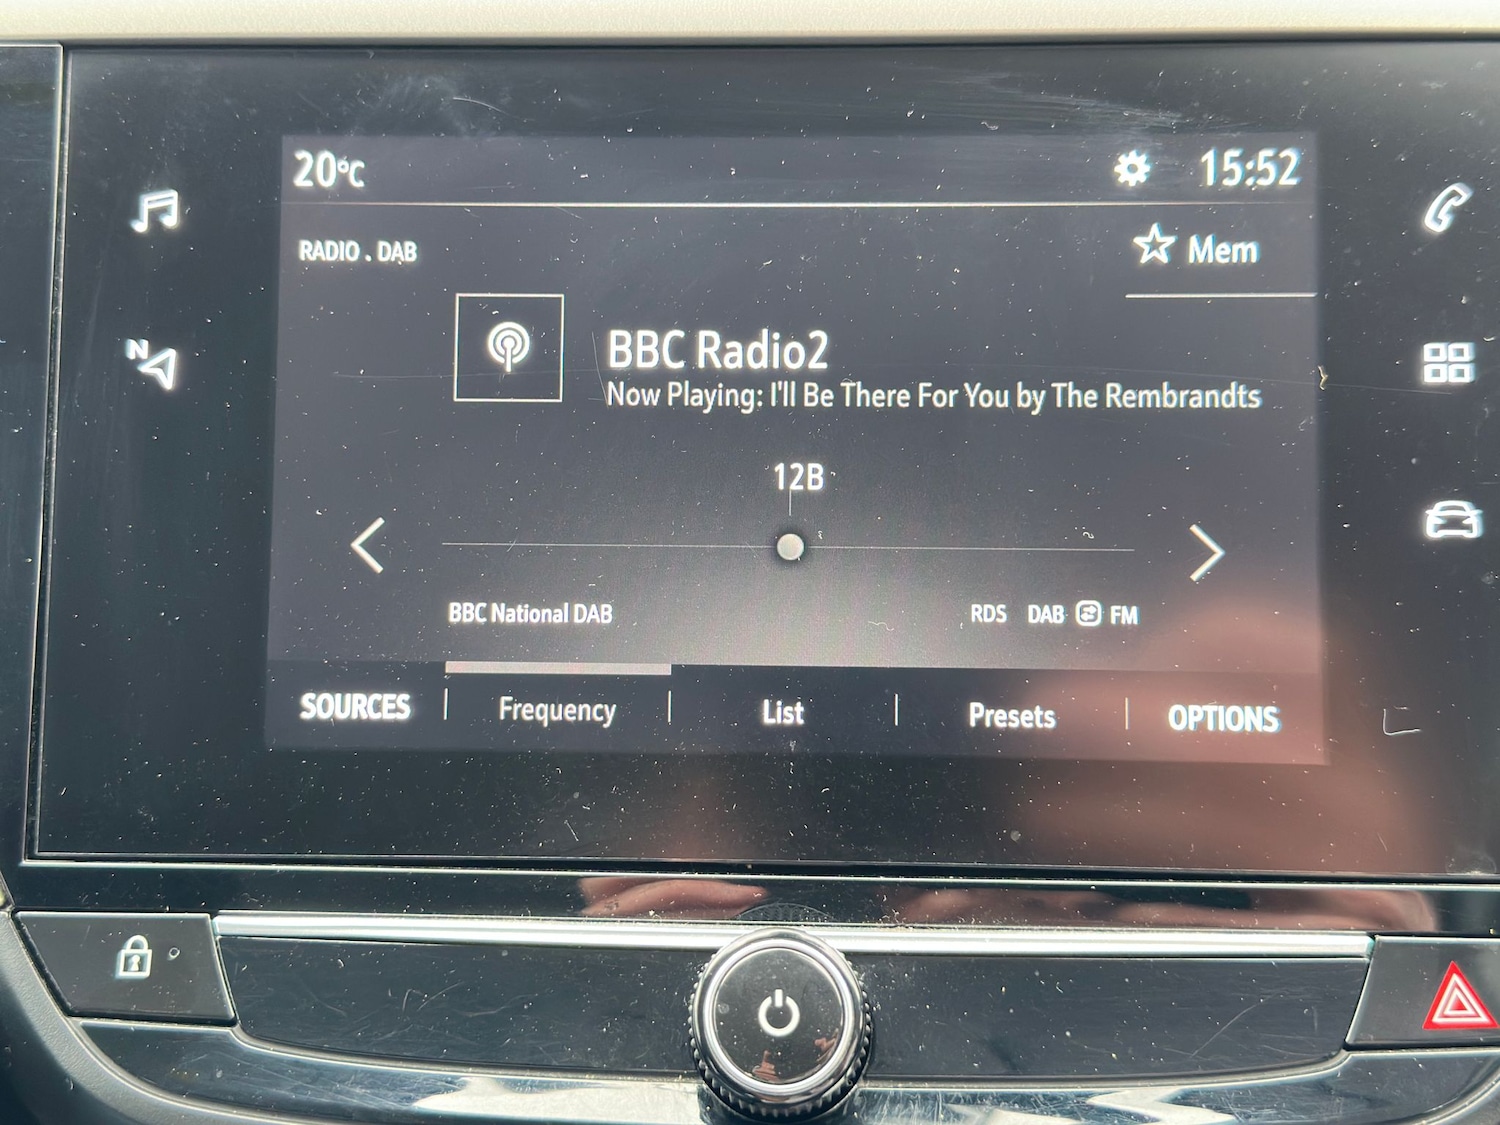 20°C 15:52
RADIO . DAB
Mem
N
BBC Radio2
Now Playing: I'll Be There For You by The Rembrandts
12B
BBC National DAB RDS DAB FM
SOURCES Frequency List Presets OPTIONS